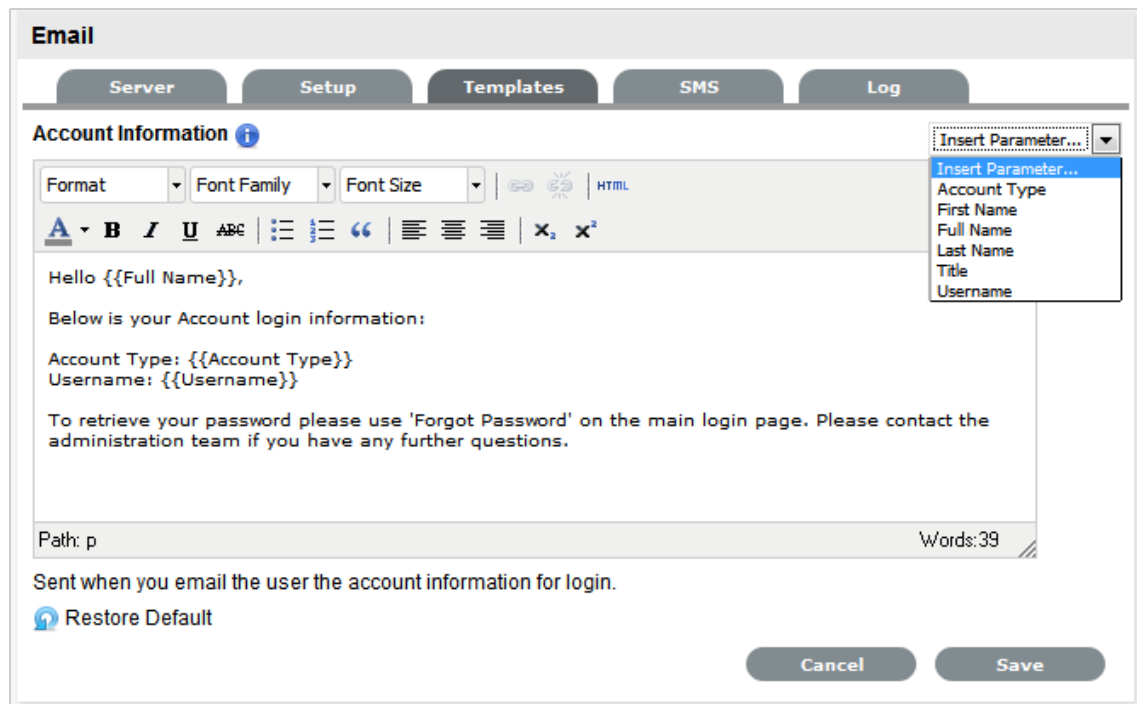 Email
Server Setup Templates SMS Log
Account Information
Insert Parameter...
Insert Parameter...
Account Type
First Name
Full Name
Last Name
Title
Username
Format Font Family Font Size HTML
A B I U ABC X₂ X²
Hello {{Full Name}},
Below is your Account login information:
Account Type: {{Account Type}}
Username: {{Username}}
To retrieve your password please use 'Forgot Password' on the main login page. Please contact the
administration team if you have any further questions.
Path: p Words:39
Sent when you email the user the account information for login.
Restore Default
Cancel Save